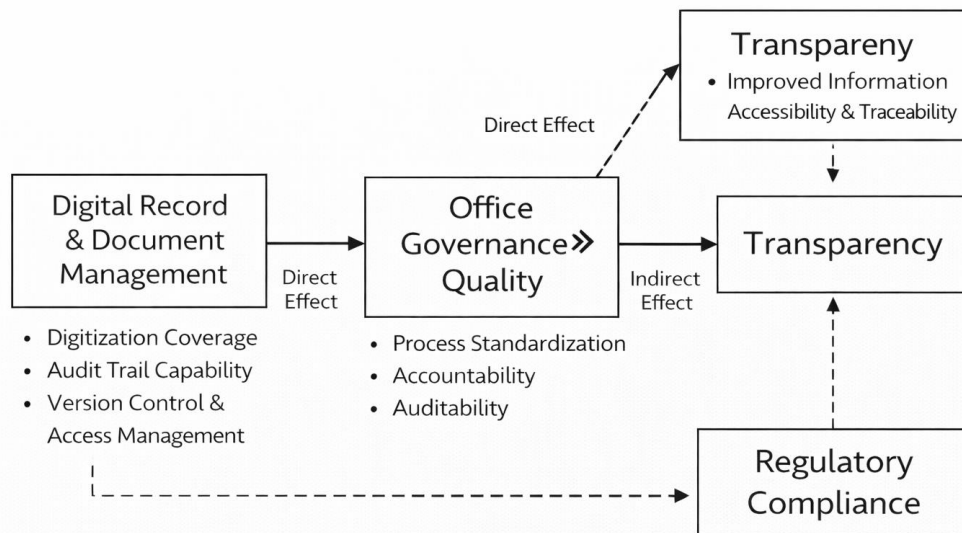 Transpareny
• Improved Information
Accessibility & Traceability
Direct Effect
Digital Record
& Document
Management
Direct
Effect
• Digitization Coverage
• Audit Trail Capability
• Version Control &
Access Management
Office
Governance»
Quality
• Process Standardization
• Accountability
• Auditability
Indirect
Effect
Transparency
Regulatory
Compliance